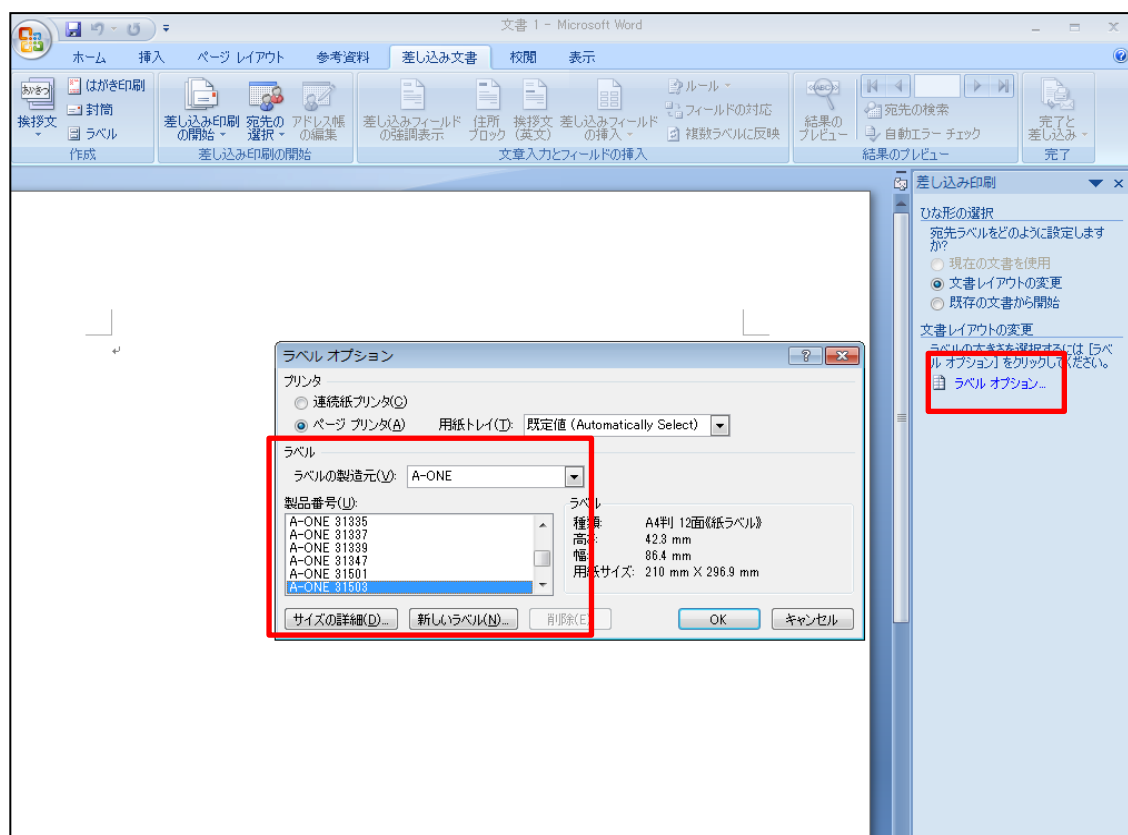 文書 1 - Microsoft Word
ホーム 挿入 ページ レイアウト 参考資料 差し込み文書 校閲 表示
あいさつ
挨拶文
はがき印刷
封筒
ラベル
作成
差し込み印刷の開始
宛先の選択
アドレス帳の編集
差し込み印刷の開始
差し込みフィールドの強調表示
住所ブロック
挨拶文(英文)
差し込みフィールドの挿入
ルール
フィールドの対応
複数ラベルに反映
文章入力とフィールドの挿入
ABC
結果のプレビュー
宛先の検索
自動エラー チェック
結果のプレビュー
完了と差し込み
完了
差し込み印刷
ひな形の選択
宛先ラベルをどのように設定します
か?
現在の文書を使用
文書レイアウトの変更
既存の文書から開始
文書レイアウトの変更
ラベルの大きさを選択するには [ラベ
ル オプション] をクリックしてください。
ラベル オプション...
ラベル オプション
プリンタ
連続紙プリンタ(C)
ページ プリンタ(A) 用紙トレイ(T): 既定値 (Automatically Select)
ラベル
ラベルの製造元(V): A-ONE
製品番号(U):
A-ONE 31335
A-ONE 31337
A-ONE 31339
A-ONE 31347
A-ONE 31501
A-ONE 31503
ラベル
種類: A4判 12面《紙ラベル》
高さ: 42.3 mm
幅: 86.4 mm
用紙サイズ: 210 mm X 296.9 mm
サイズの詳細(D)... 新しいラベル(N)... 削除(E) OK キャンセル